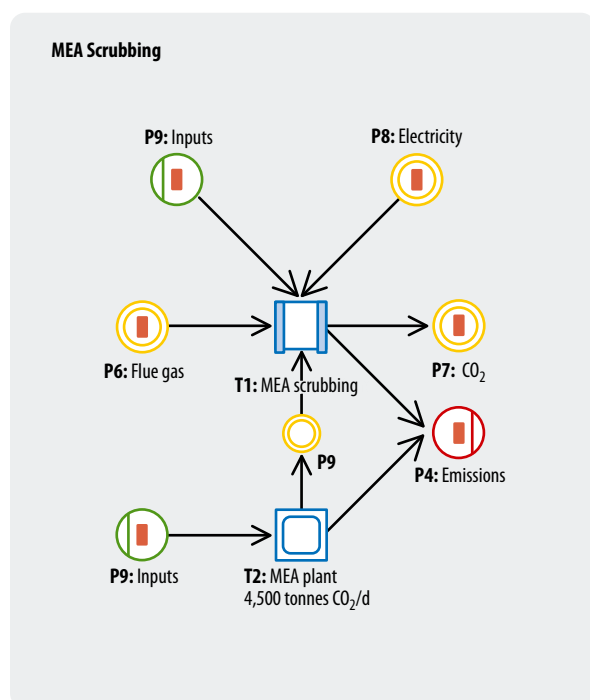 MEA Scrubbing
P9: Inputs
P8: Electricity
P6: Flue gas
T1: MEA scrubbing
P7: CO₂
P9
P4: Emissions
P9: Inputs
T2: MEA plant
4,500 tonnes CO₂/d